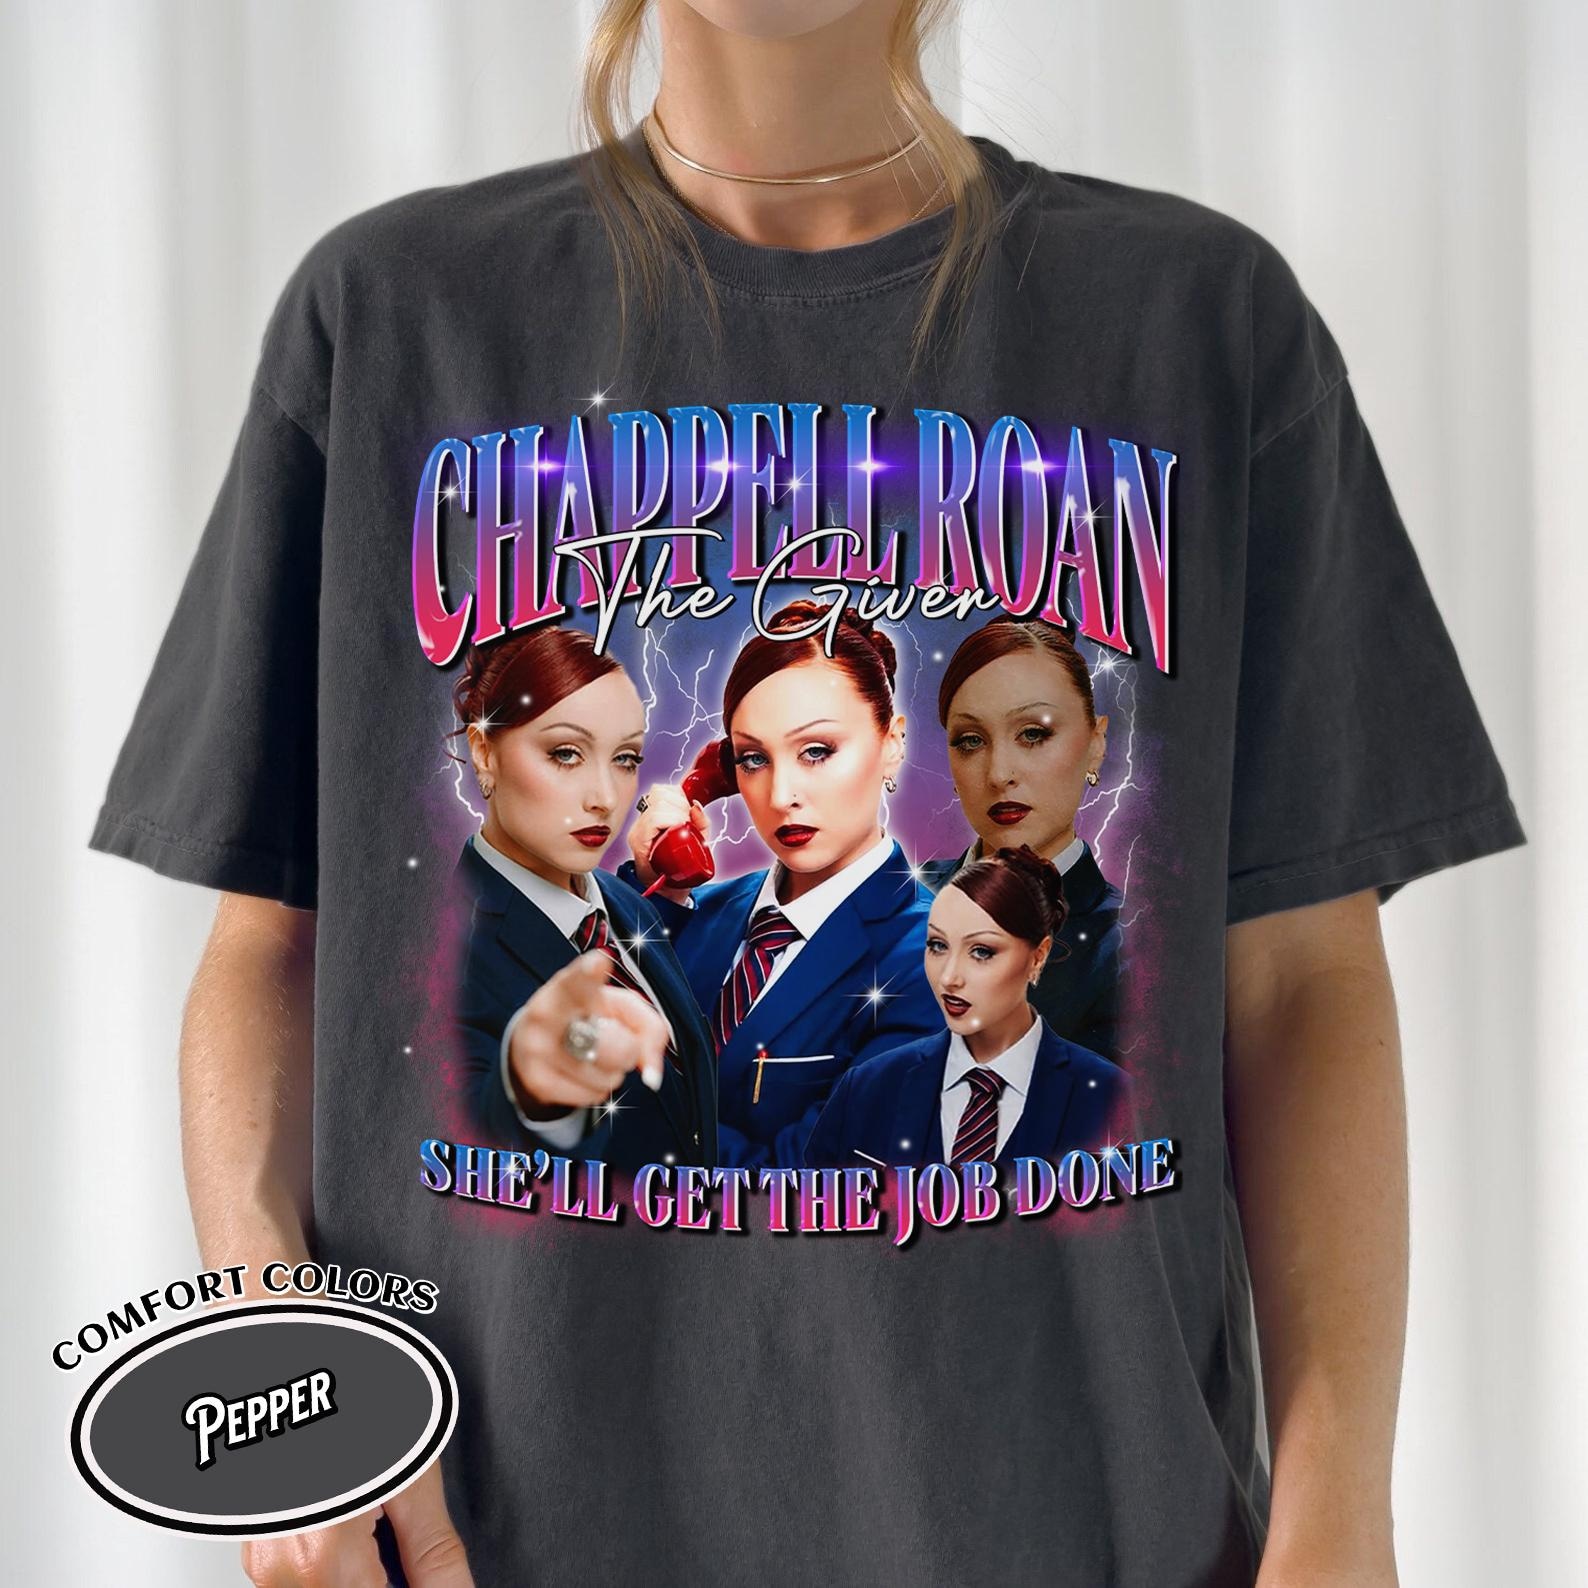 CHAPPELL ROAN
The Giver
SHE'LL GET THE JOB DONE
COMFORT COLORS
PEPPER